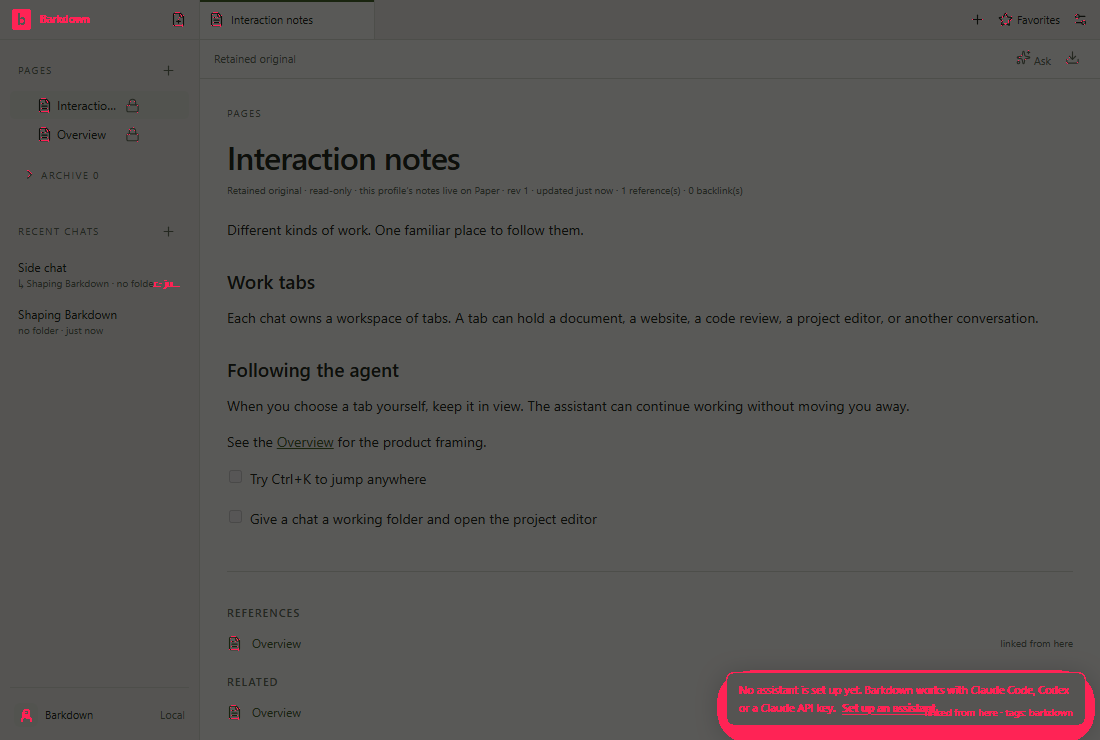 b Barkdown
Interaction notes
Favorites
Retained original
Ask
PAGES
Interactio...
Overview
ARCHIVE 0
RECENT CHATS
Side chat
Shaping Barkdown · no folder
Shaping Barkdown
no folder · just now
Barkdown
Local
PAGES
Interaction notes
Retained original · read-only · this profile's notes live on Paper · rev 1 · updated just now · 1 reference(s) · 0 backlink(s)
Different kinds of work. One familiar place to follow them.
Work tabs
Each chat owns a workspace of tabs. A tab can hold a document, a website, a code review, a project editor, or another conversation.
Following the agent
When you choose a tab yourself, keep it in view. The assistant can continue working without moving you away.
See the Overview for the product framing.
Try Ctrl+K to jump anywhere
Give a chat a working folder and open the project editor
REFERENCES
Overview
linked from here
RELATED
Overview
No assistant is set up yet. Barkdown works with Claude Code, Codex
or a Claude API key. Set up an assistant
linked from here · tags: barkdown